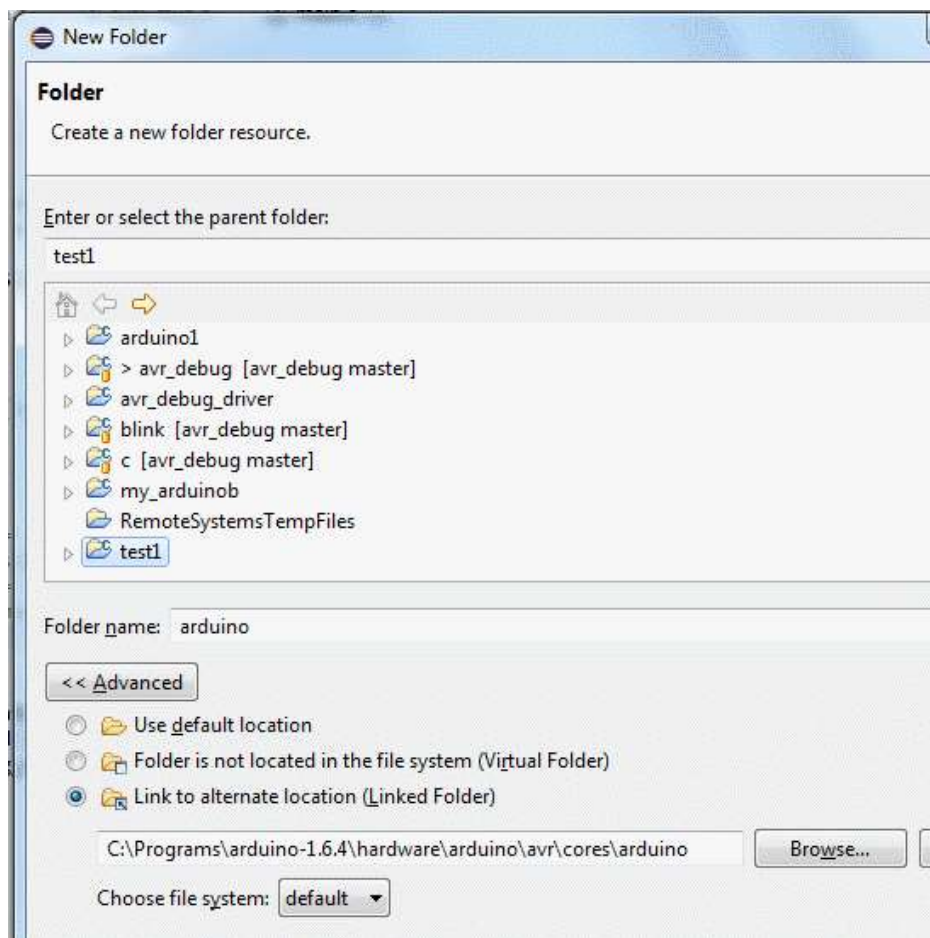 New Folder
Folder
Create a new folder resource.
Enter or select the parent folder:
test1
arduino1
> avr_debug [avr_debug master]
avr_debug_driver
blink [avr_debug master]
c [avr_debug master]
my_arduinob
RemoteSystemsTempFiles
test1
Folder name: arduino
<< Advanced
Use default location
Folder is not located in the file system (Virtual Folder)
Link to alternate location (Linked Folder)
C:\Programs\arduino-1.6.4\hardware\arduino\avr\cores\arduino Browse...
Choose file system: default